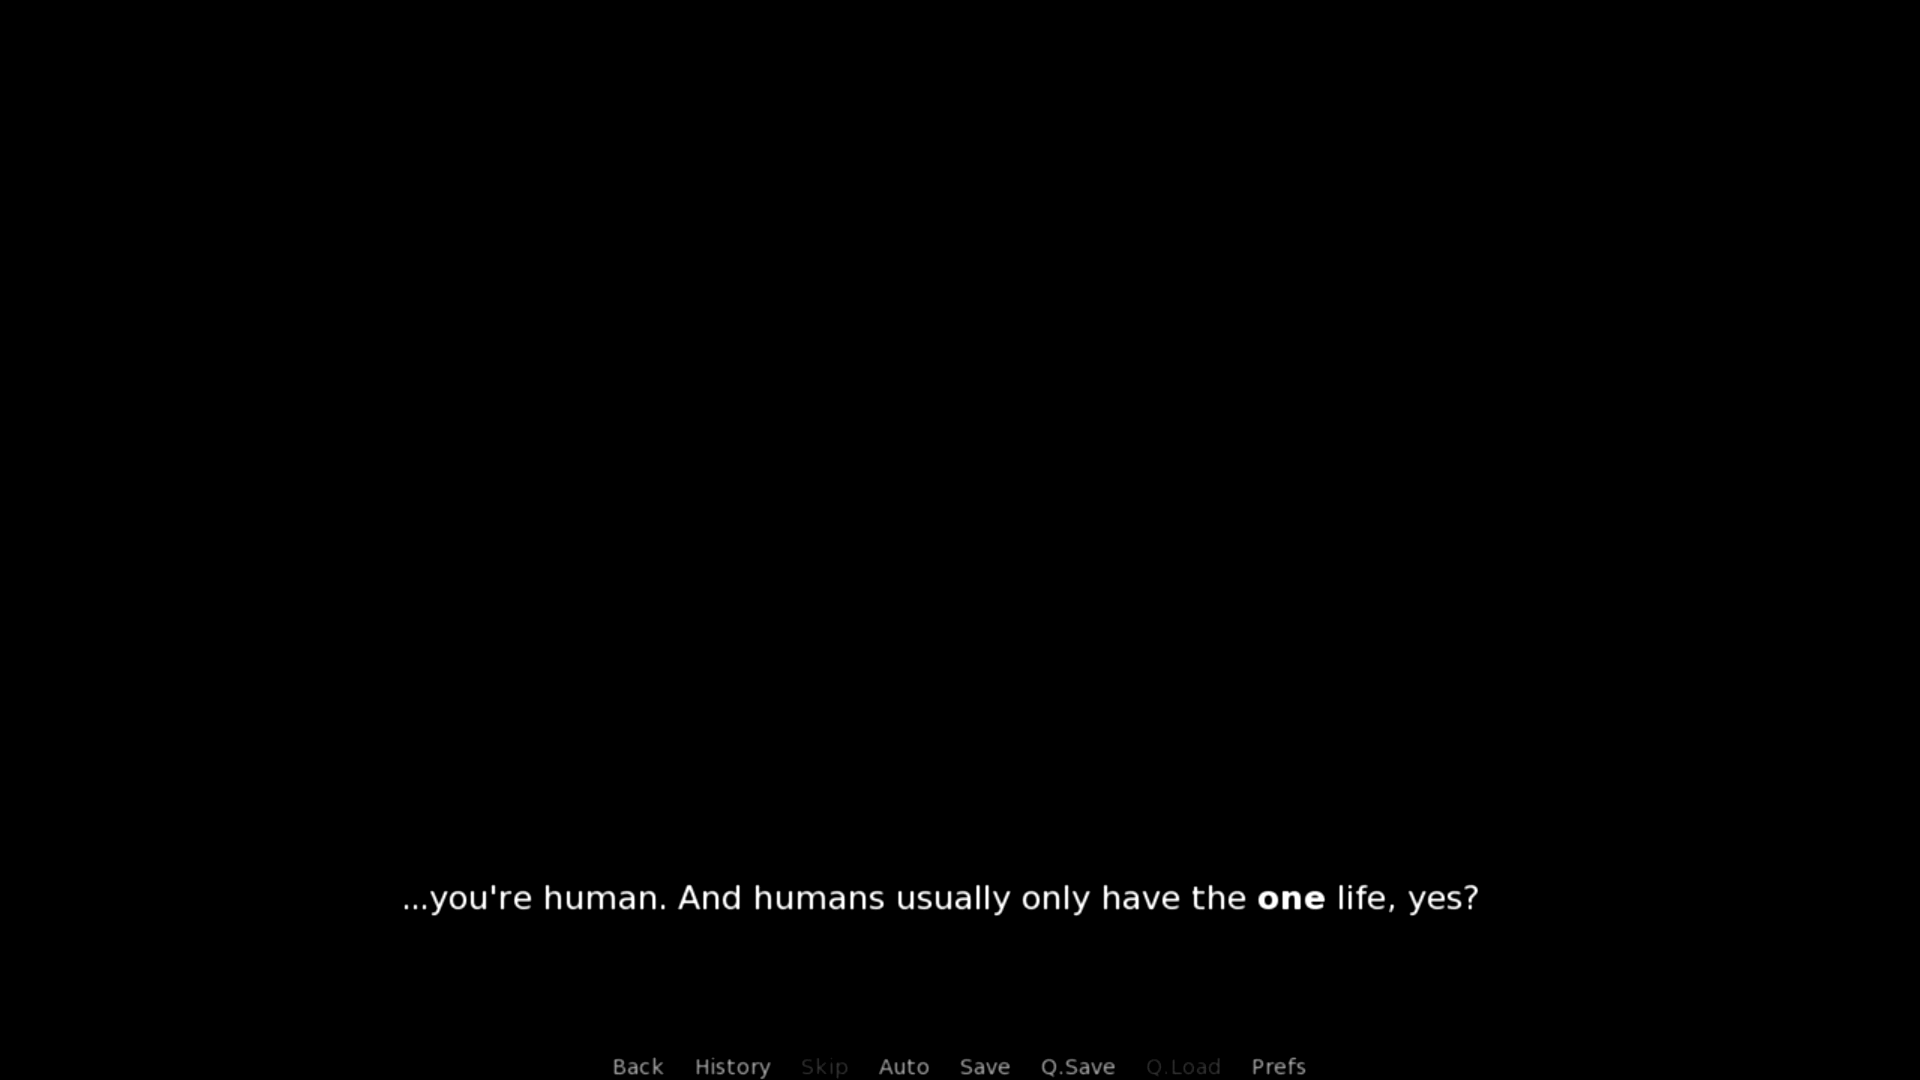 ...you're human. And humans usually only have the one life, yes?
Back History Skip Auto Save Q.Save Q.Load Prefs